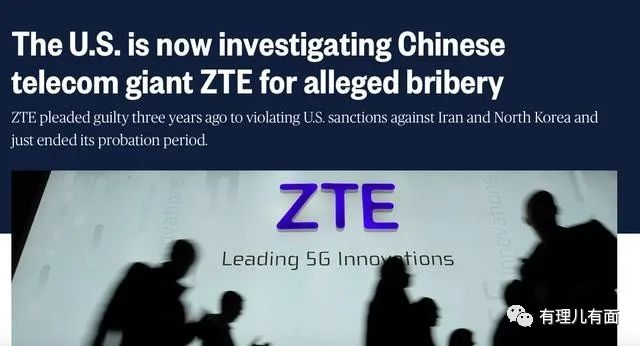 The U.S. is now investigating Chinese
telecom giant ZTE for alleged bribery
ZTE pleaded guilty three years ago to violating U.S. sanctions against Iran and North Korea and
just ended its probation period.
ZTE
Leading 5G Innovations
有理儿有面